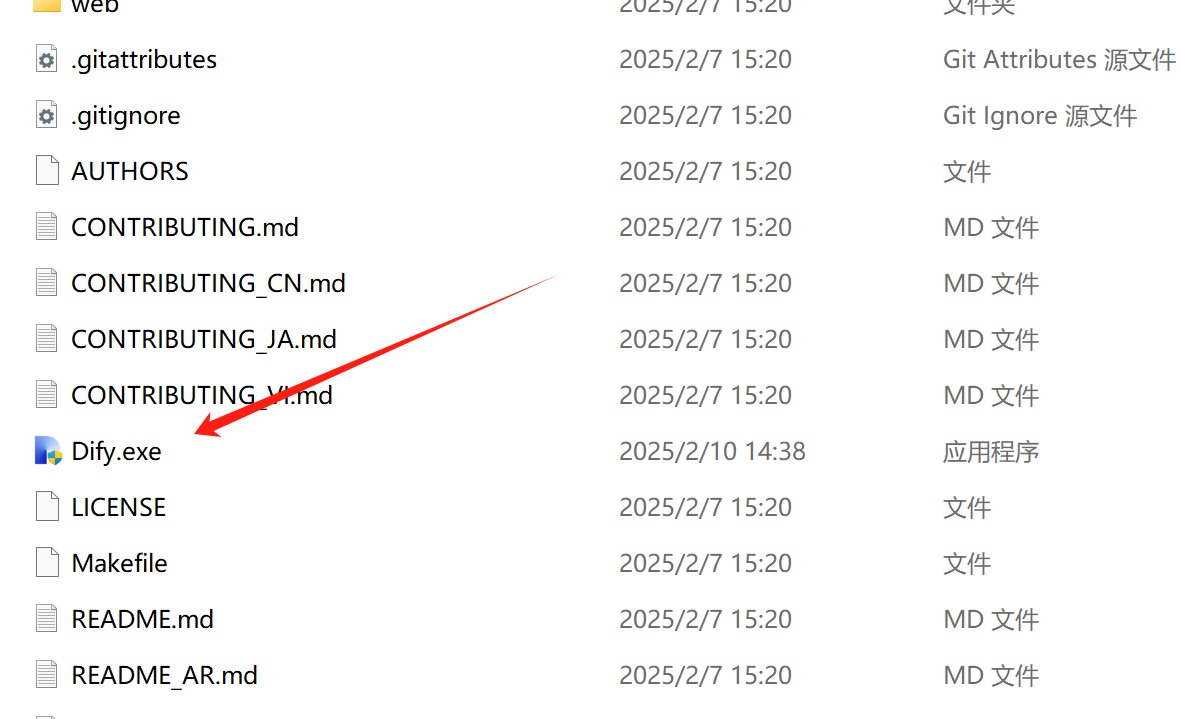 web 2025/2/7 15:20 文件夹
.gitattributes 2025/2/7 15:20 Git Attributes 源文件
.gitignore 2025/2/7 15:20 Git Ignore 源文件
AUTHORS 2025/2/7 15:20 文件
CONTRIBUTING.md 2025/2/7 15:20 MD 文件
CONTRIBUTING_CN.md 2025/2/7 15:20 MD 文件
CONTRIBUTING_JA.md 2025/2/7 15:20 MD 文件
CONTRIBUTING_VI.md 2025/2/7 15:20 MD 文件
Dify.exe 2025/2/10 14:38 应用程序
LICENSE 2025/2/7 15:20 文件
Makefile 2025/2/7 15:20 文件
README.md 2025/2/7 15:20 MD 文件
README_AR.md 2025/2/7 15:20 MD 文件